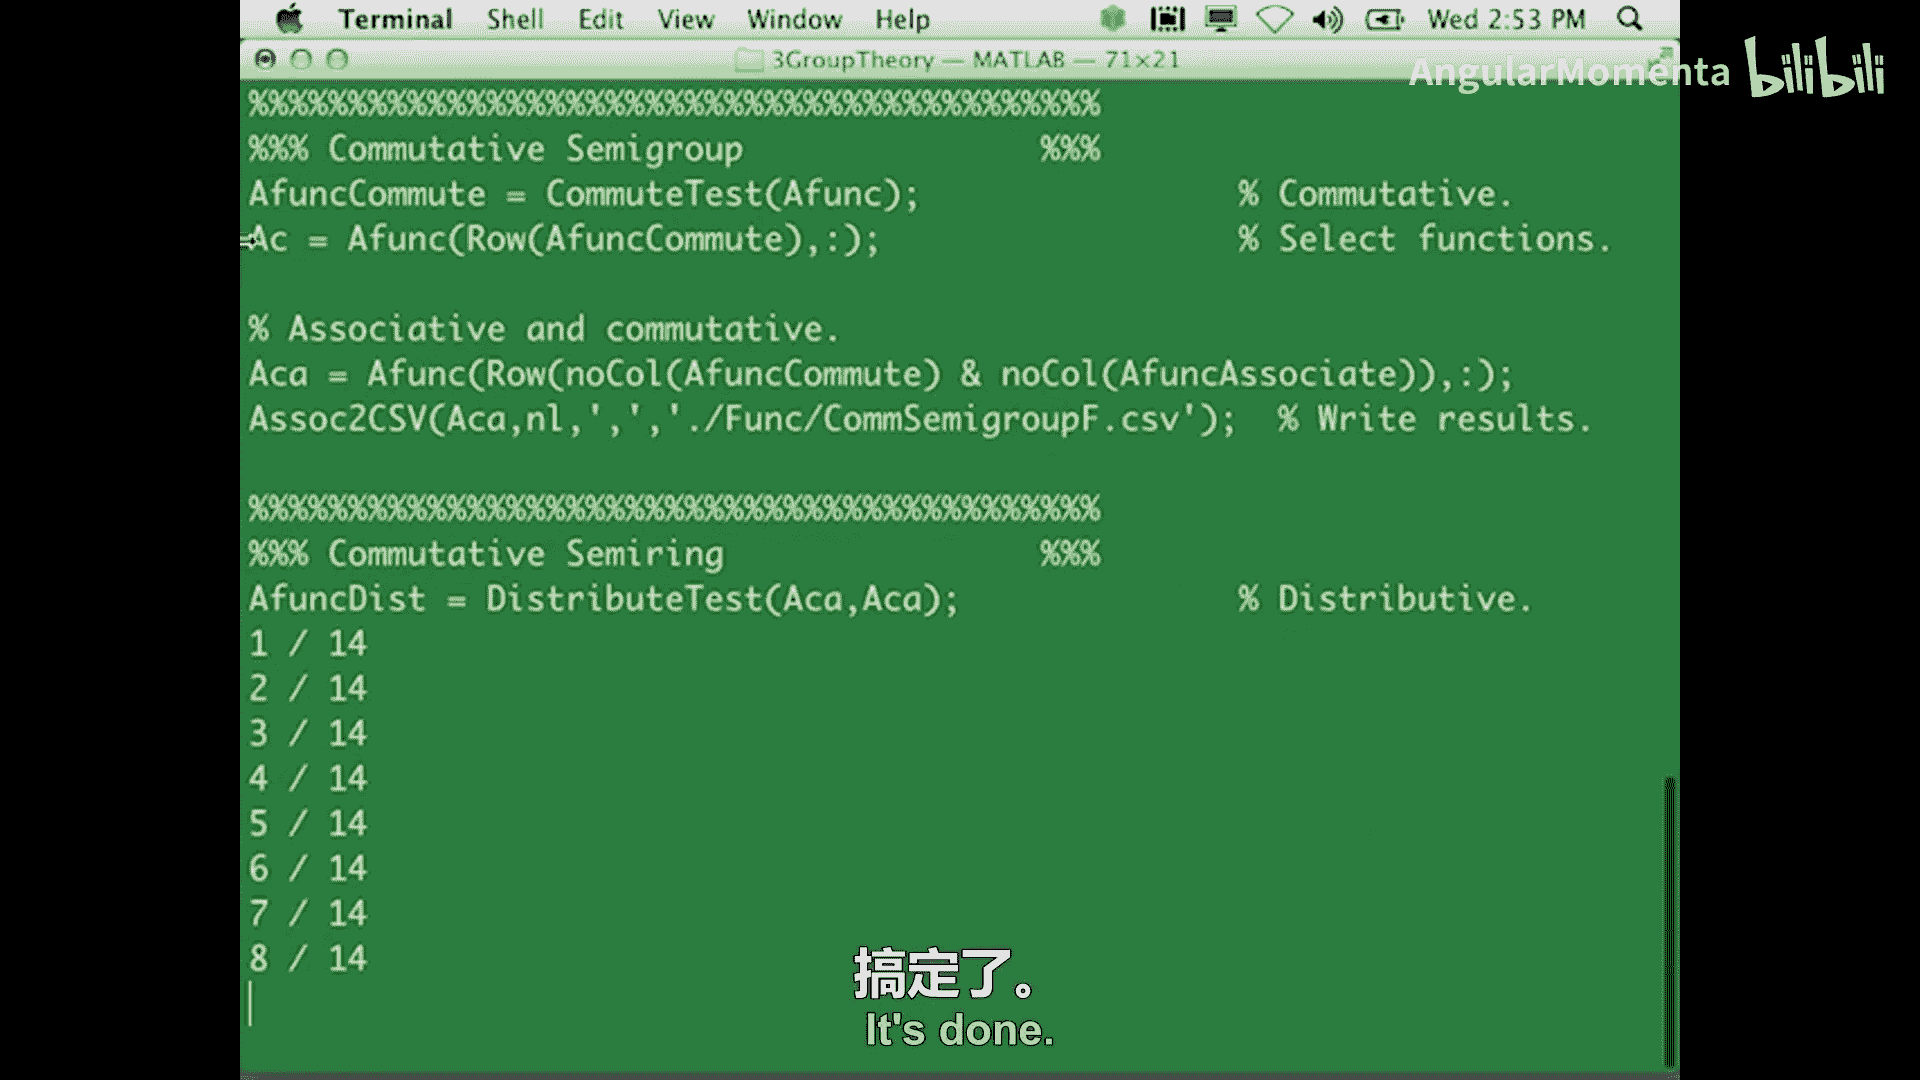 Terminal Shell Edit View Window Help Wed 2:53 PM
3GroupTheory — MATLAB — 71×21
AngularMomenta bilibili
%%%%%%%%%%%%%%%%%%%%%%%%%%%%%%%%%%%%%%%%%%%
%%% Commutative Semigroup %%%
AfuncCommute = CommuteTest(Afunc); % Commutative.
Ac = Afunc(Row(AfuncCommute),:); % Select functions.
% Associative and commutative.
Aca = Afunc(Row(noCol(AfuncCommute) & noCol(AfuncAssociate)),:);
Assoc2CSV(Aca,nl,',','./Func/CommSemigroupF.csv'); % Write results.
%%%%%%%%%%%%%%%%%%%%%%%%%%%%%%%%%%%%%%%%%%%
%%% Commutative Semiring %%%
AfuncDist = DistributeTest(Aca,Aca); % Distributive.
1 / 14
2 / 14
3 / 14
4 / 14
5 / 14
6 / 14
7 / 14
8 / 14
搞定了。
It's done.